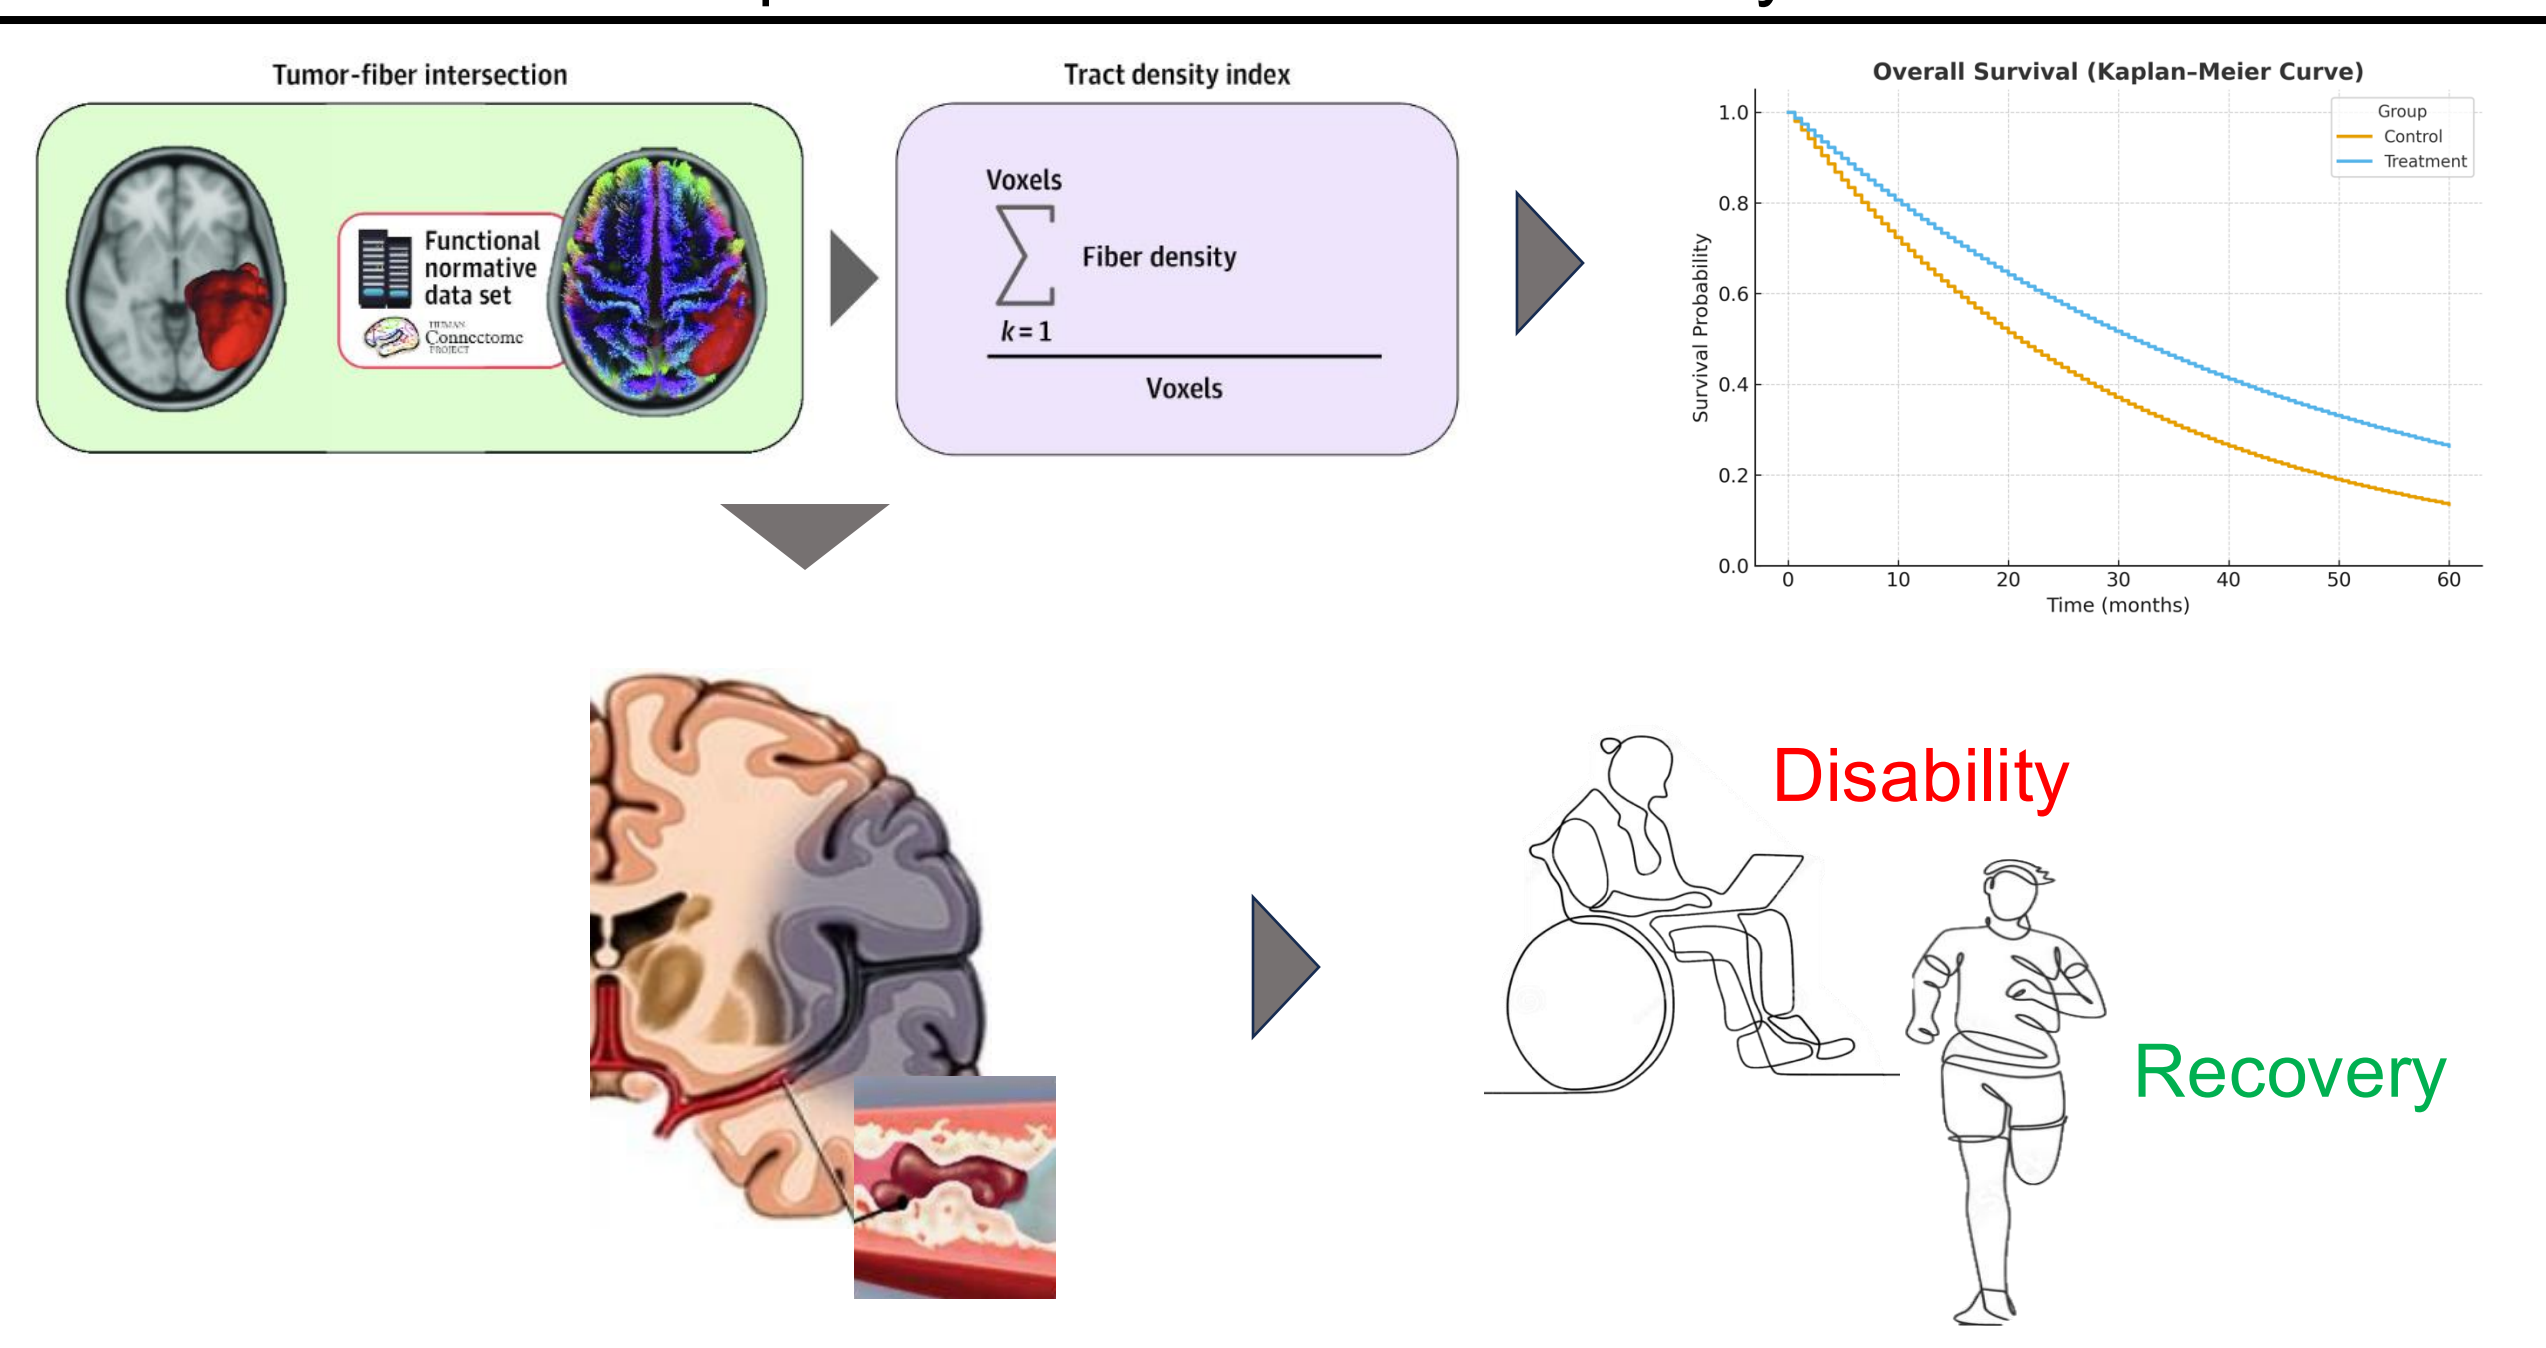 Tumor-fiber intersection
Functional
normative
data set
HUMAN
Connectome
PROJECT
Tract density index
Voxels
∑
Fiber density
k = 1
Voxels
Overall Survival (Kaplan–Meier Curve)
Group
Control
Treatment
Survival Probability
1.0
0.8
0.6
0.4
0.2
0.0
0 10 20 30 40 50 60
Time (months)
Disability
Recovery